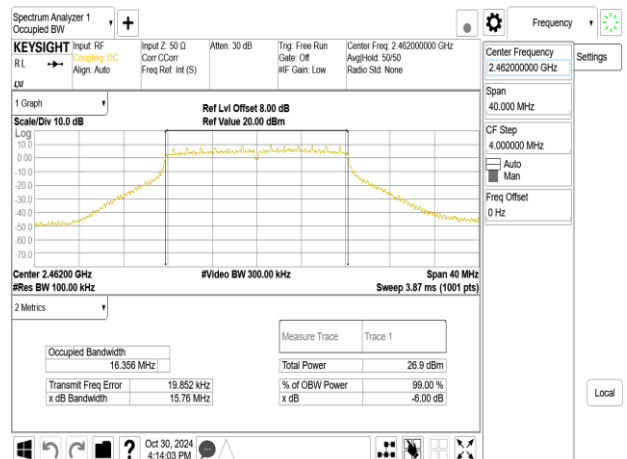 Spectrum Analyzer 1
Occupied BW
Frequency
KEYSIGHT
RL
LXI
Input: RF
Coupling: DC
Align: Auto
Input Z: 50 Ω
Corr CCorr
Freq Ref: Int (S)
Atten: 30 dB
Trig: Free Run
Gate: Off
#IF Gain: Low
Center Freq: 2.462000000 GHz
Avg|Hold: 50/50
Radio Std: None
Center Frequency
2.462000000 GHz
Settings
Span
40.000 MHz
CF Step
4.000000 MHz
Auto
Man
Freq Offset
0 Hz
Local
1 Graph
Scale/Div 10.0 dB
Ref Lvl Offset 8.00 dB
Ref Value 20.00 dBm
Log
10.0
0.00
-10.0
-20.0
-30.0
-40.0
-50.0
-60.0
-70.0
Center 2.46200 GHz
#Res BW 100.00 kHz
#Video BW 300.00 kHz
Span 40 MHz
Sweep 3.87 ms (1001 pts)
2 Metrics
Measure Trace Trace 1
Occupied Bandwidth
16.356 MHz
Total Power 26.9 dBm
Transmit Freq Error 19.852 kHz
% of OBW Power 99.00 %
x dB Bandwidth 15.76 MHz
x dB -6.00 dB
?
Oct 30, 2024
4:14:03 PM